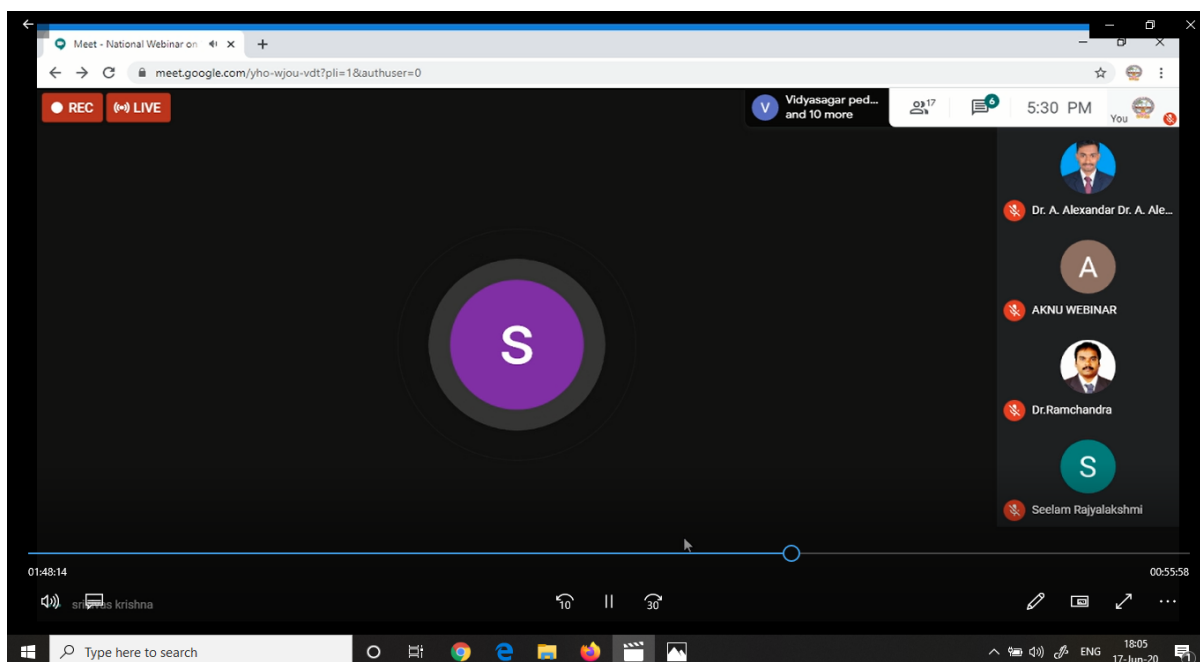 Meet - National Webinar on
meet.google.com/yho-wjou-vdt?pli=1&authuser=0
REC
LIVE
V
Vidyasagar ped...
and 10 more
17
6
5:30 PM
You
Dr. A. Alexandar Dr. A. Ale...
A
AKNU WEBINAR
Dr.Ramchandra
S
Seelam Rajyalakshmi
S
01:48:14
00:55:58
krishna
10
30
Type here to search
ENG
18:05
17-Jun-20
1